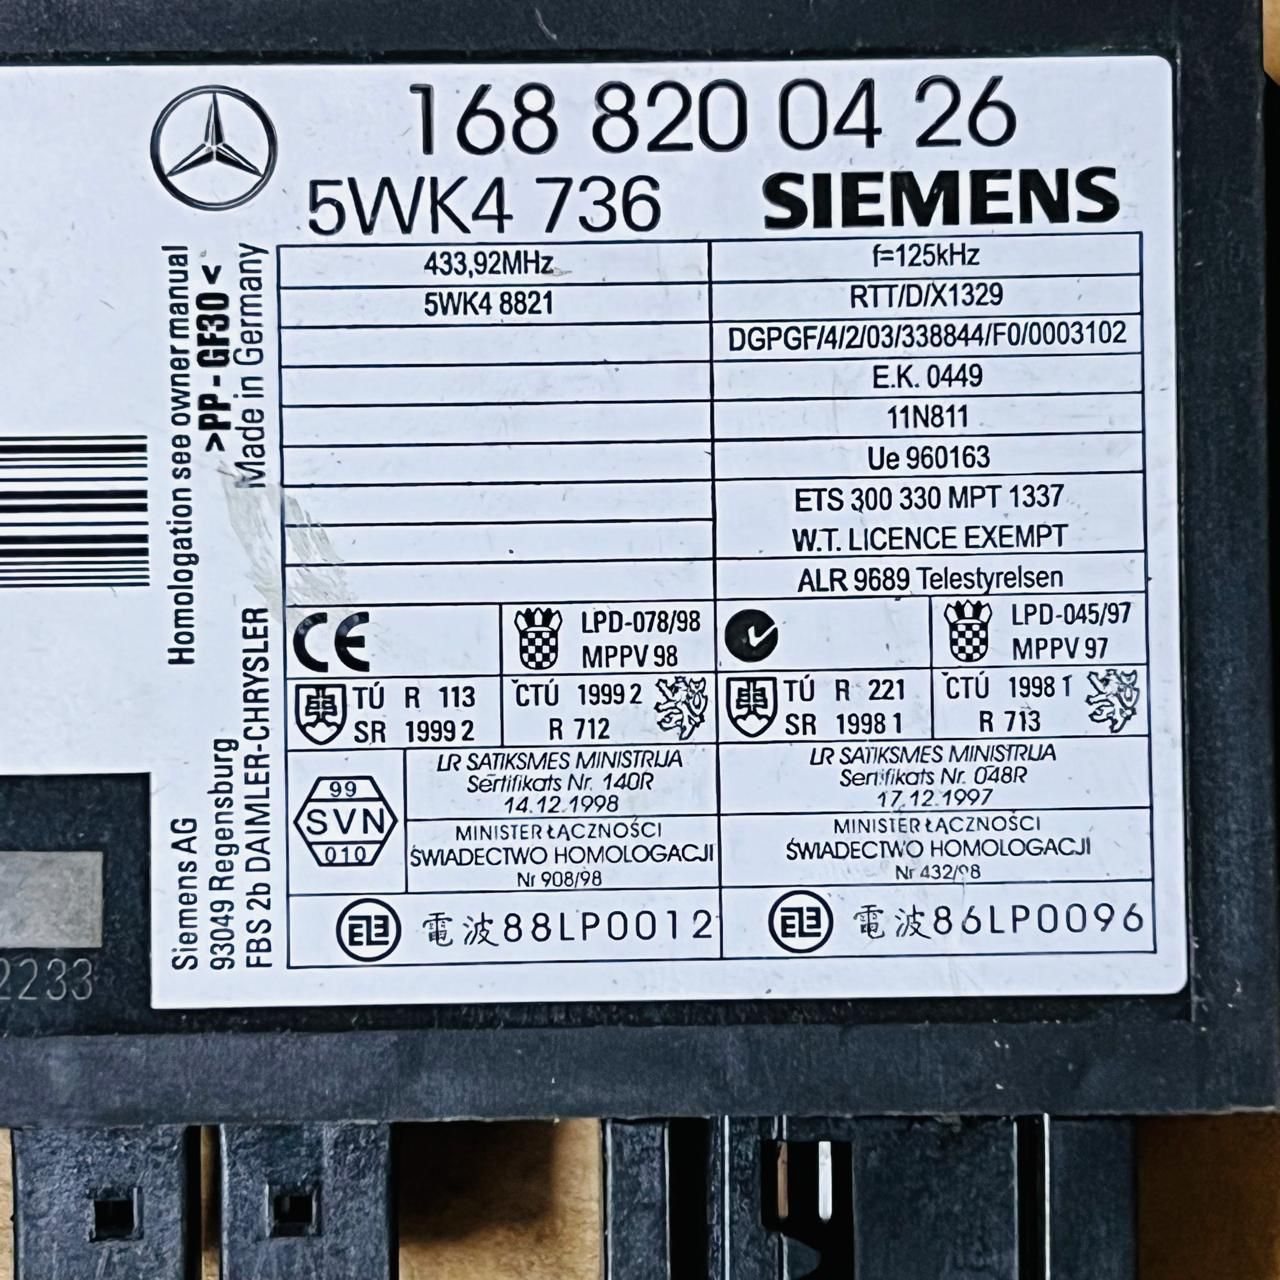 168 820 04 26
5WK4 736
SIEMENS
Homologation see owner manual
>PP-GF30<
Made in Germany
Siemens AG
93049 Regensburg
FBS 2b DAIMLER-CHRYSLER
433,92MHz
f=125kHz
5WK4 8821
RTT/D/X1329
DGPGF/4/2/03/338844/F0/0003102
E.K. 0449
11N811
Ue 960163
ETS 300 330 MPT 1337
W.T. LICENCE EXEMPT
ALR 9689 Telestyrelsen
CE
LPD-078/98
MPPV 98
LPD-045/97
MPPV 97
TÚ R 113
SR 1999 2
ČTÚ 1999 2
R 712
TÚ R 221
SR 1998 1
ČTÚ 1998 1
R 713
99
SVN
010
LR SATIKSMES MINISTRIJA
Sertifikats Nr. 140R
14.12.1998
MINISTER ŁĄCZNOŚCI
ŚWIADECTWO HOMOLOGACJI
Nr 908/98
LR SATIKSMES MINISTRIJA
Sertifikats Nr. 048R
17.12.1997
MINISTER ŁĄCZNOŚCI
ŚWIADECTWO HOMOLOGACJI
Nr 432/98
電波88LP0012
電波86LP0096
2233